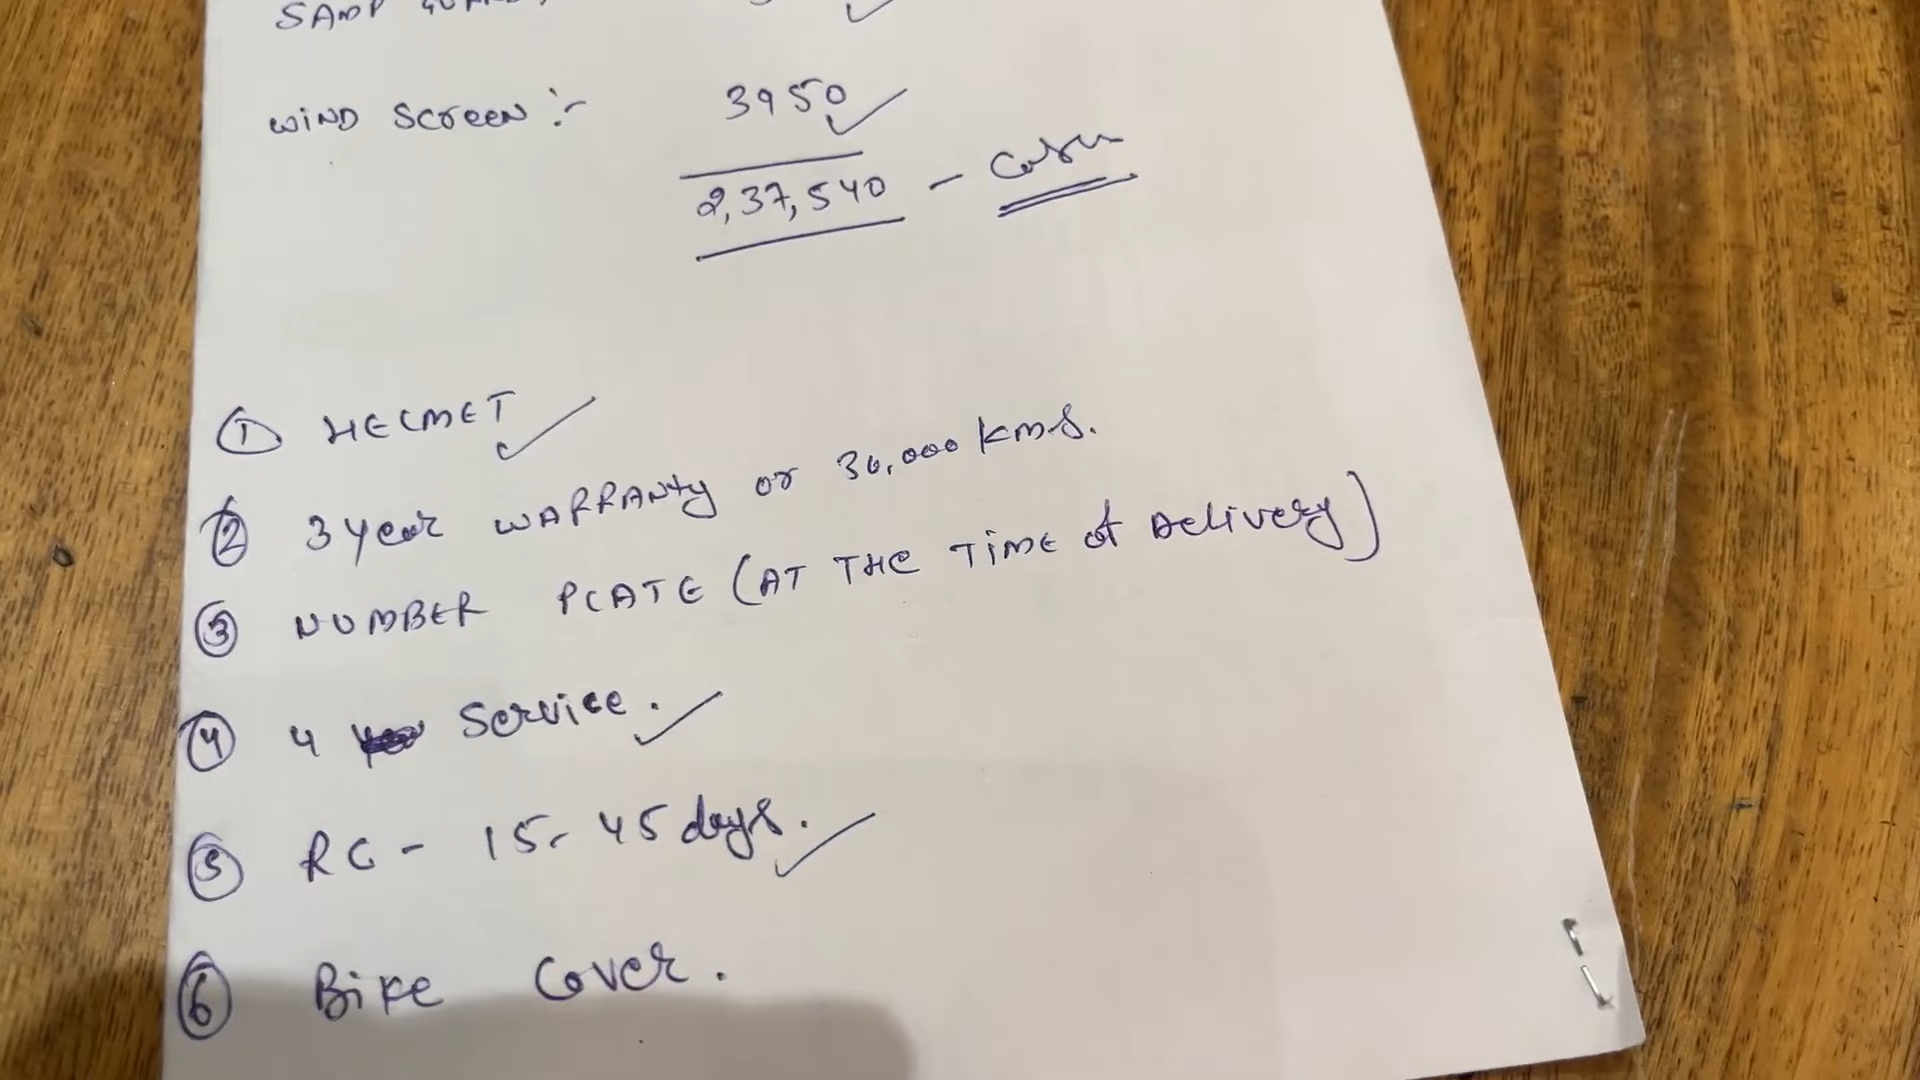 SAMP
WIND Screen :- 3950
2,37,540 -
① HELMET
② 3 year WARRANty or 30,000 kms.
③ NUMBER PLATE (AT THE TIME of Delivery)
④ 4 Service.
⑤ RC - 15-45 days.
⑥ Bike Cover.